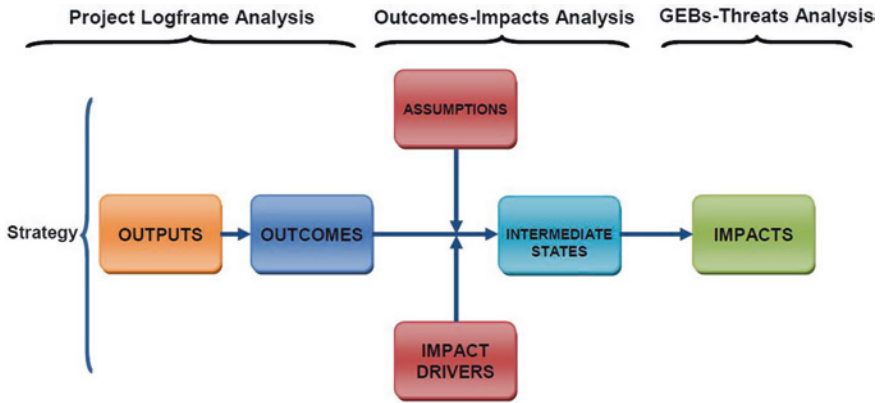 Project Logframe Analysis
Outcomes-Impacts Analysis
GEBs-Threats Analysis
ASSUMPTIONS
Strategy
OUTPUTS
OUTCOMES
INTERMEDIATE
STATES
IMPACTS
IMPACT
DRIVERS